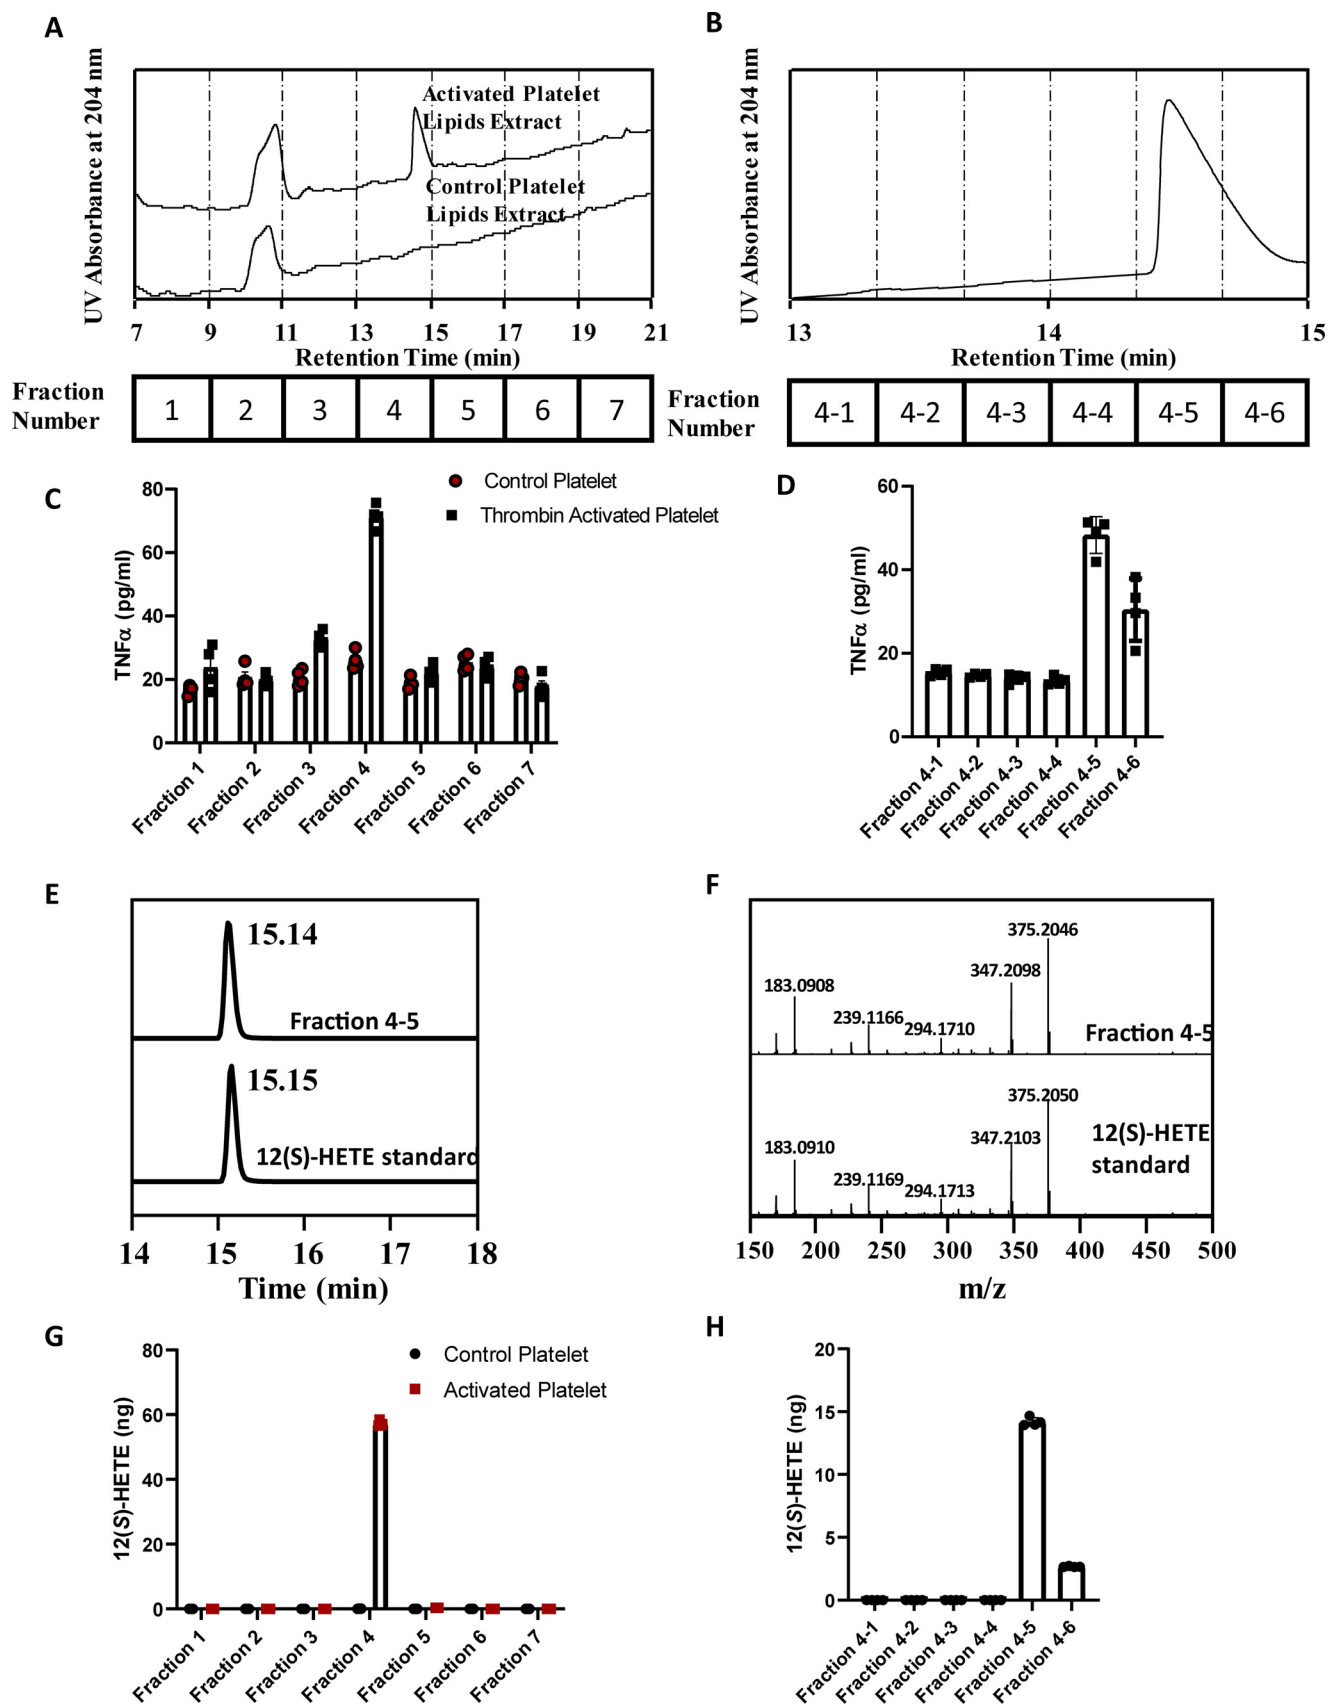 A
UV Absorbance at 204 nm
Activated Platelet
Lipids Extract
Control Platelet
Lipids Extract
7 9 11 13 15 17 19 21
Retention Time (min)
Fraction
Number
1 2 3 4 5 6 7
B
UV Absorbance at 204 nm
13 14 15
Retention Time (min)
Fraction
Number
4-1 4-2 4-3 4-4 4-5 4-6
C
Control Platelet
Thrombin Activated Platelet
TNFα (pg/ml)
80
60
40
20
0
Fraction 1
Fraction 2
Fraction 3
Fraction 4
Fraction 5
Fraction 6
Fraction 7
D
TNFα (pg/ml)
60
40
20
0
Fraction 4-1
Fraction 4-2
Fraction 4-3
Fraction 4-4
Fraction 4-5
Fraction 4-6
E
15.14
Fraction 4-5
15.15
12(S)-HETE standard
14 15 16 17 18
Time (min)
F
375.2046
347.2098
183.0908
239.1166
294.1710
Fraction 4-5
375.2050
347.2103
183.0910
239.1169
294.1713
12(S)-HETE
standard
150 200 250 300 350 400 450 500
m/z
G
Control Platelet
Activated Platelet
12(S)-HETE (ng)
80
60
40
20
0
Fraction 1
Fraction 2
Fraction 3
Fraction 4
Fraction 5
Fraction 6
Fraction 7
H
12(S)-HETE (ng)
20
15
10
5
0
Fraction 4-1
Fraction 4-2
Fraction 4-3
Fraction 4-4
Fraction 4-5
Fraction 4-6